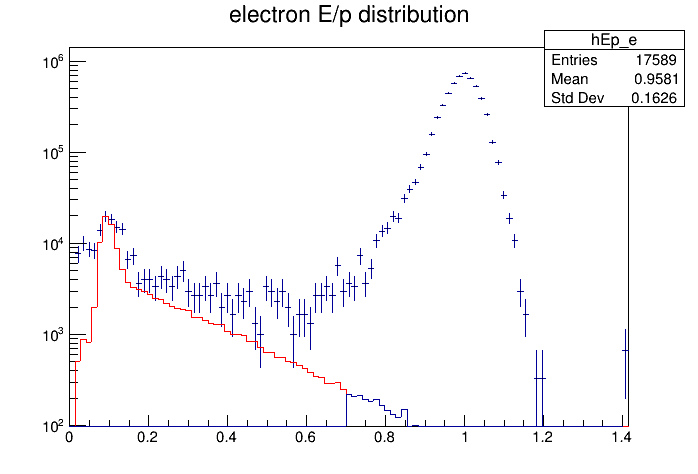 electron E/p distribution
hEp_e
Entries 17589
Mean 0.9581
Std Dev 0.1626
10⁶
10⁵
10⁴
10³
10²
0 0.2 0.4 0.6 0.8 1 1.2 1.4